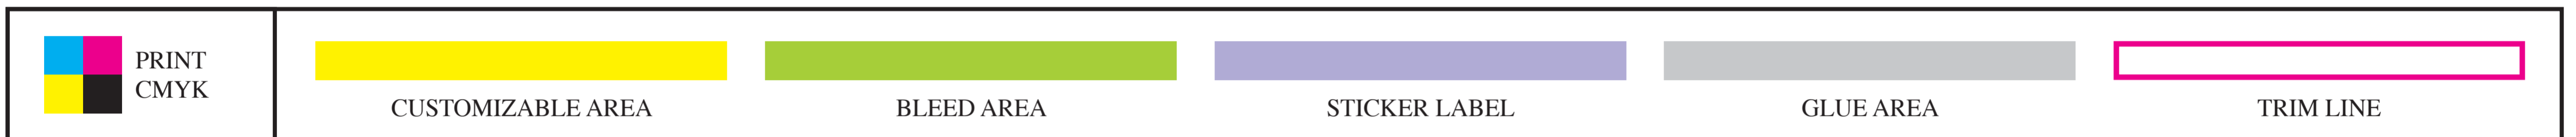 PRINT
CMYK
CUSTOMIZABLE AREA
BLEED AREA
STICKER LABEL
GLUE AREA
TRIM LINE